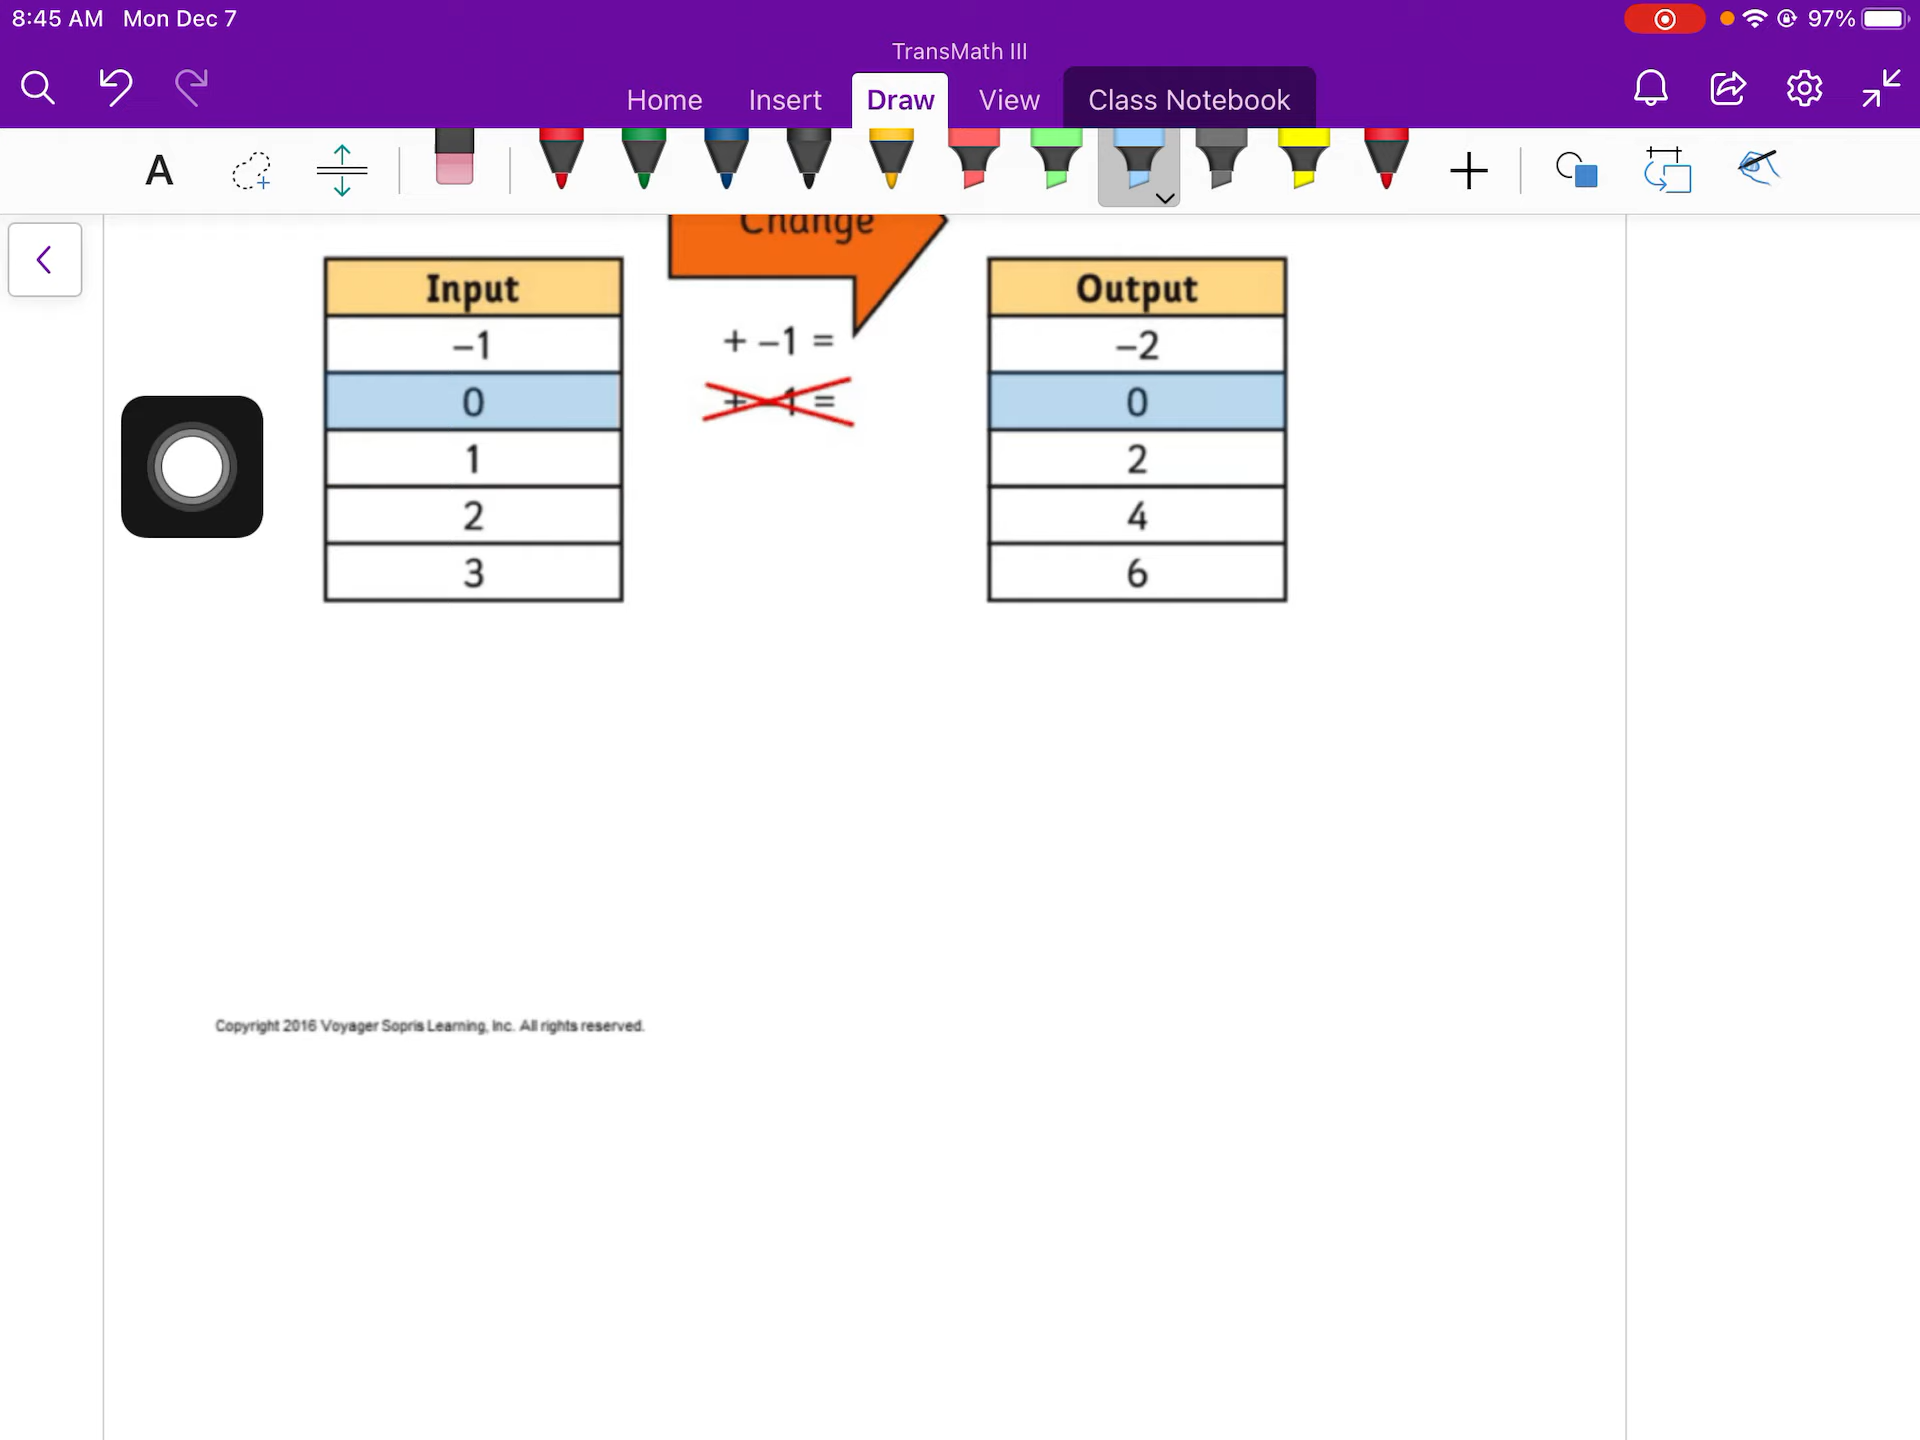 8:45 AM Mon Dec 7
97%
TransMath III
Home Insert Draw View Class Notebook
A
Change
Input
Output
–1
+ –1 =
–2
0
+ –1 =
0
1
2
2
4
3
6
Copyright 2016 Voyager Sopris Learning, Inc. All rights reserved.